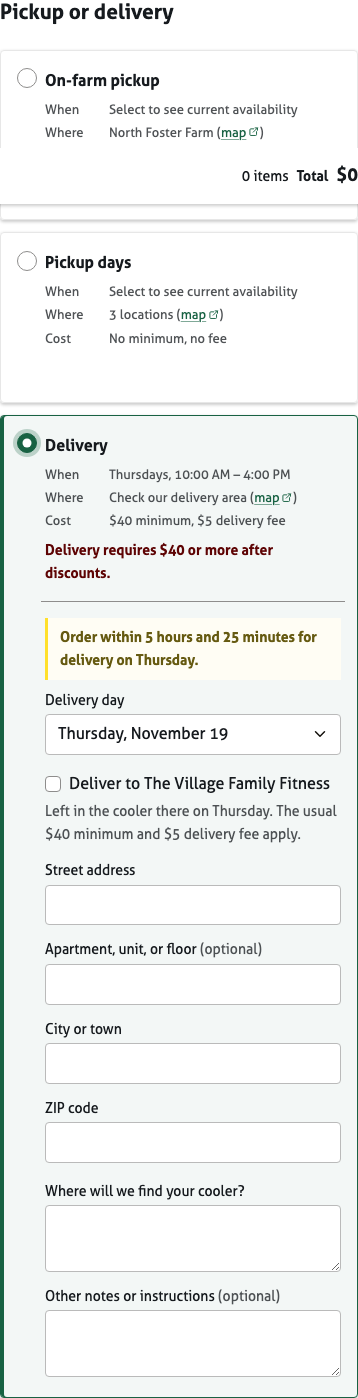 Pickup or delivery
On-farm pickup
When Select to see current availability
Where North Foster Farm (map)
0 items Total $0
Pickup days
When Select to see current availability
Where 3 locations (map)
Cost No minimum, no fee
Delivery
When Thursdays, 10:00 AM – 4:00 PM
Where Check our delivery area (map)
Cost $40 minimum, $5 delivery fee
Delivery requires $40 or more after
discounts.
Order within 5 hours and 25 minutes for
delivery on Thursday.
Delivery day
Thursday, November 19
Deliver to The Village Family Fitness
Left in the cooler there on Thursday. The usual
$40 minimum and $5 delivery fee apply.
Street address
Apartment, unit, or floor (optional)
City or town
ZIP code
Where will we find your cooler?
Other notes or instructions (optional)